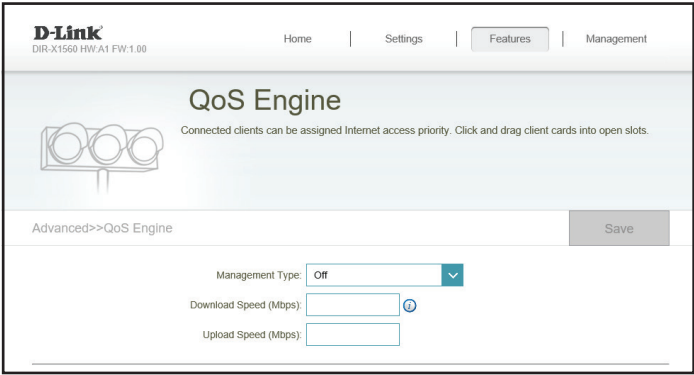 D-Link
DIR-X1560 HW:A1 FW:1.00
Home | Settings | Features | Management
QoS Engine
Connected clients can be assigned Internet access priority. Click and drag client cards into open slots.
Advanced>>QoS Engine
Save
Management Type: Off
Download Speed (Mbps): i
Upload Speed (Mbps):